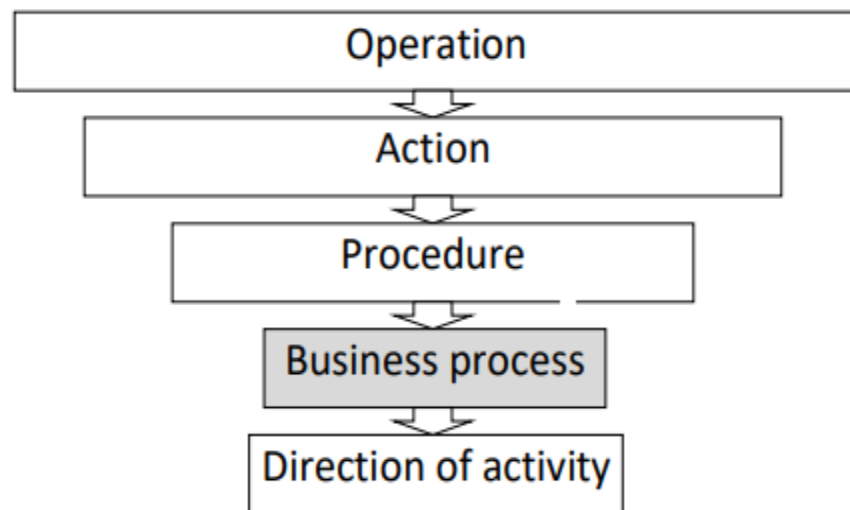 Operation
Action
Procedure
Business process
Direction of activity